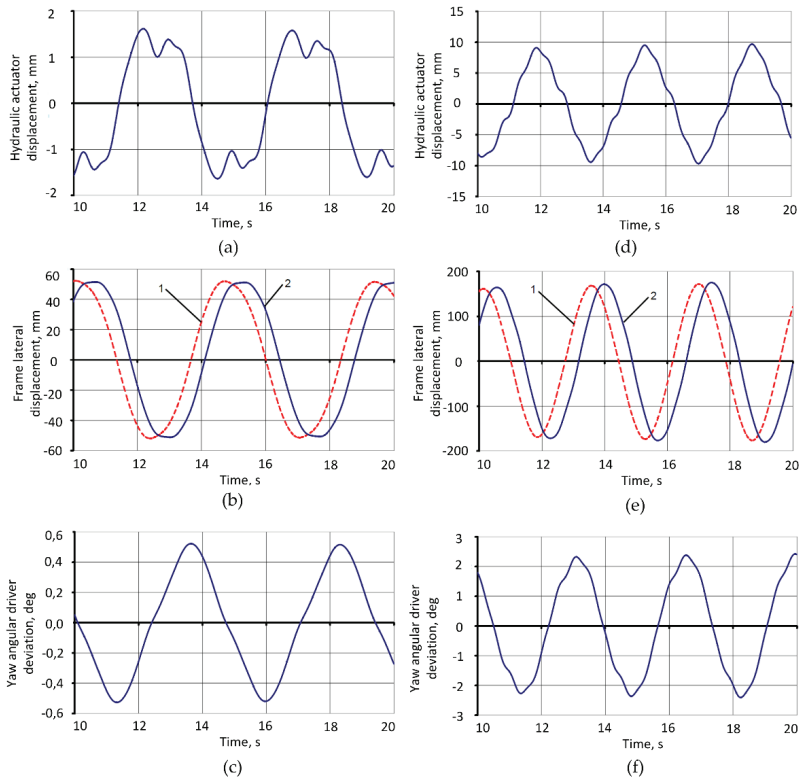 Hydraulic actuator
displacement, mm
2
1
0
-1
-2
10 12 14 16 18 20
Time, s
(a)
Hydraulic actuator
displacement, mm
15
10
5
0
-5
-10
-15
10 12 14 16 18 20
Time, s
(d)
Frame lateral
displacement, mm
60
40
20
0
-20
-40
-60
1
2
10 12 14 16 18 20
Time, s
(b)
Frame lateral
displacement, mm
200
100
0
-100
-200
1
2
10 12 14 16 18 20
Time, s
(e)
Yaw angular driver
deviation, deg
0,6
0,4
0,2
0,0
-0,2
-0,4
-0,6
10 12 14 16 18 20
Time, s
(c)
Yaw angular driver
deviation, deg
3
2
1
0
-1
-2
-3
10 12 14 16 18 20
Time, s
(f)